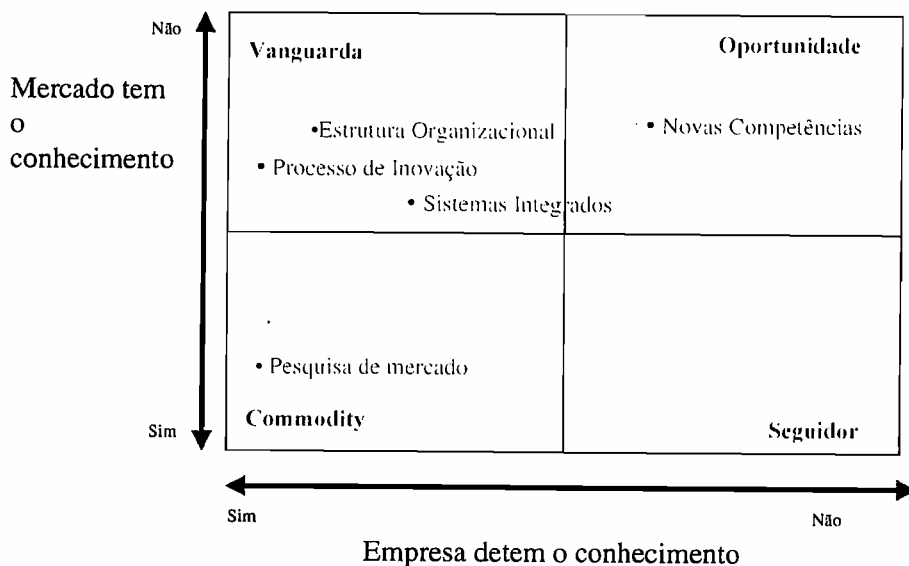 Não
Vanguarda
Oportunidade
Mercado tem
o
conhecimento
•Estrutura Organizacional
• Novas Competências
• Processo de Inovação
• Sistemas Integrados
• Pesquisa de mercado
Commodity
Sim
Seguidor
Sim
Não
Empresa detem o conhecimento